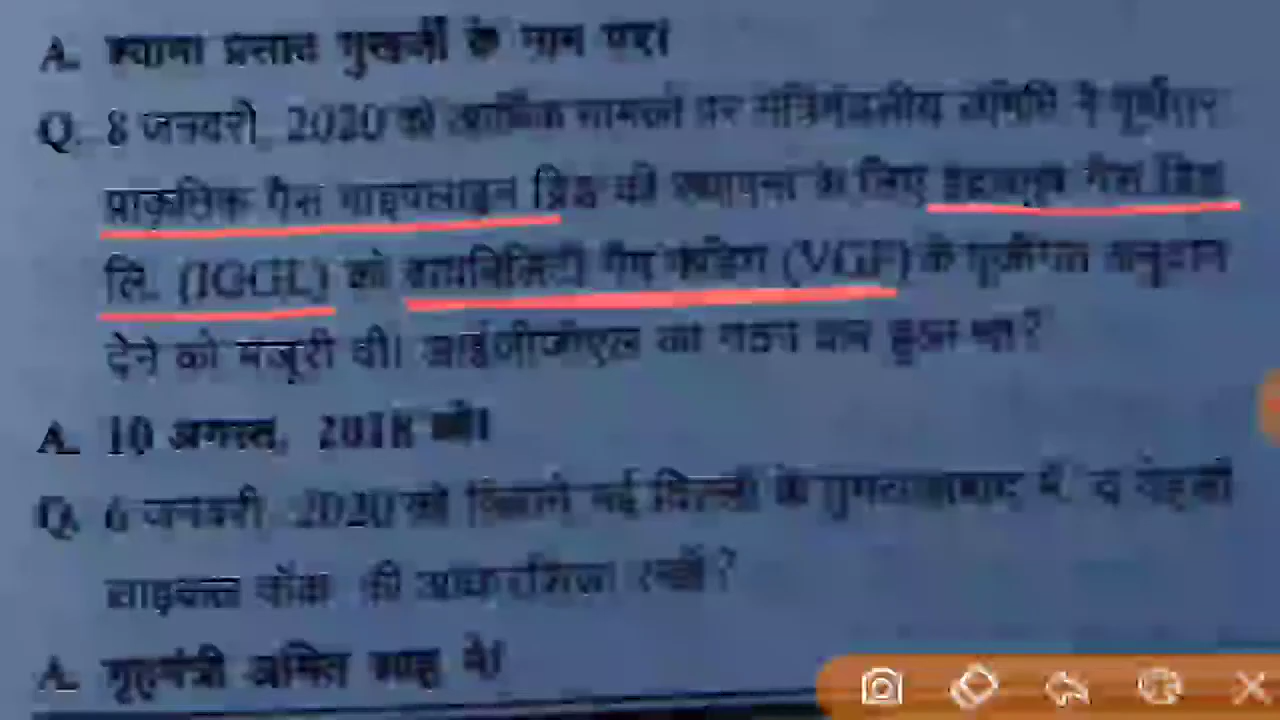 A. श्यामा प्रसाद मुखर्जी के नाम पर।
Q. 8 जनवरी, 2020 को आर्थिक मामलों पर मंत्रिमंडलीय समिति ने पूर्वोत्तर
प्राकृतिक गैस पाइपलाइन ग्रिड की स्थापना के लिए इंद्रधनुष गैस ग्रिड
लि. (IGGL) को वायबिलिटी गैप फंडिंग (VGF) के पूंजीगत अनुदान
देने को मंजूरी दी। आईजीजीएल का गठन कब हुआ था?
A. 10 अगस्त, 2018 को।
Q. 6 जनवरी, 2020 को किसने नई दिल्ली के तुगलकाबाद में, द देहली
साइकल वॉक की आधारशिला रखी?
A. गृहमंत्री अमित शाह ने।